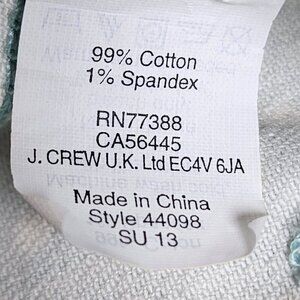 99% Cotton
1% Spandex
RN77388
CA56445
J. CREW U.K. Ltd EC4V 6JA
Made in China
Style 44098
SU 13